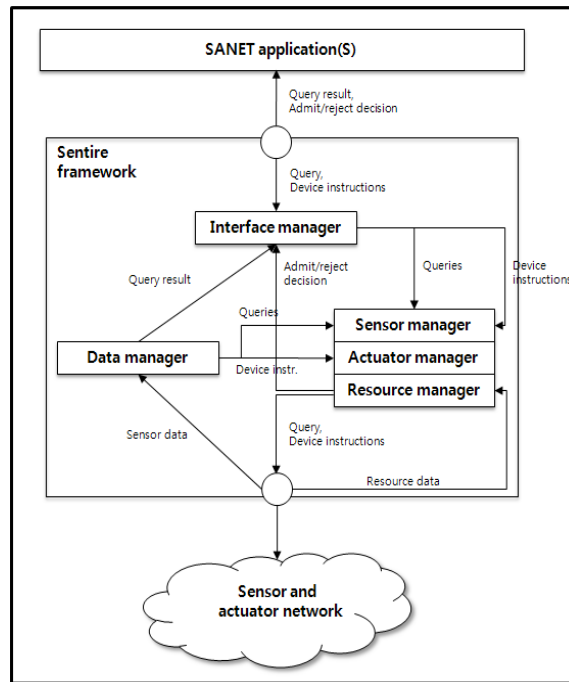 SANET application(S)
Query result,
Admit/reject decision
Sentire
framework
Query,
Device instructions
Interface manager
Query result
Admit/reject
decision
Queries
Device
instructions
Queries
Sensor manager
Data manager
Actuator manager
Device instr.
Resource manager
Sensor data
Query,
Device instructions
Resource data
Sensor and
actuator network